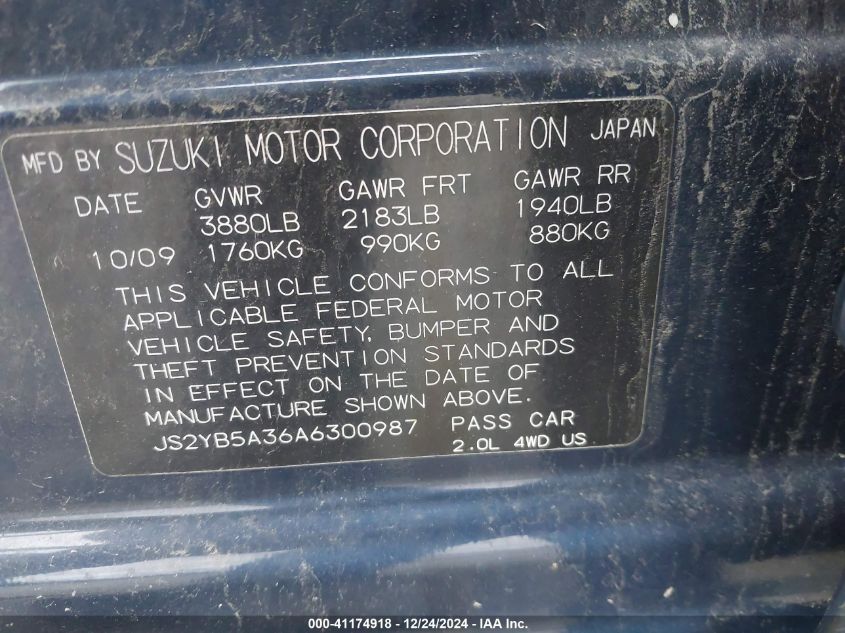 MFD BY SUZUKI MOTOR CORPORATION JAPAN
DATE GVWR GAWR FRT GAWR RR
3880LB 2183LB 1940LB
10/09 1760KG 990KG 880KG
THIS VEHICLE CONFORMS TO ALL
APPLICABLE FEDERAL MOTOR
VEHICLE SAFETY, BUMPER AND
THEFT PREVENTION STANDARDS
IN EFFECT ON THE DATE OF
MANUFACTURE SHOWN ABOVE.
JS2YB5A36A6300987 PASS CAR
2.0L 4WD US
000-41174918 - 12/24/2024 - IAA Inc.